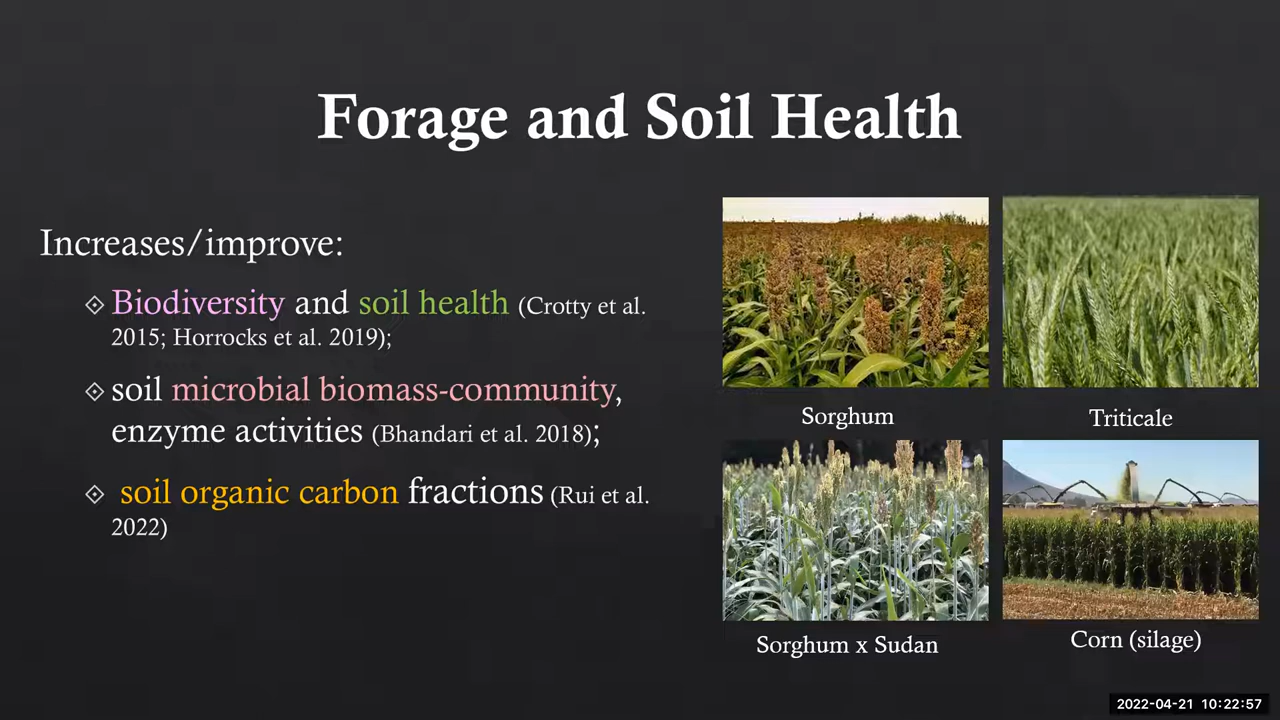 Forage and Soil Health
Increases/improve:
Biodiversity and soil health (Crotty et al.
2015; Horrocks et al. 2019);
soil microbial biomass-community,
enzyme activities (Bhandari et al. 2018);
soil organic carbon fractions (Rui et al.
2022)
Sorghum
Triticale
Sorghum x Sudan
Corn (silage)
2022-04-21 10:22:57